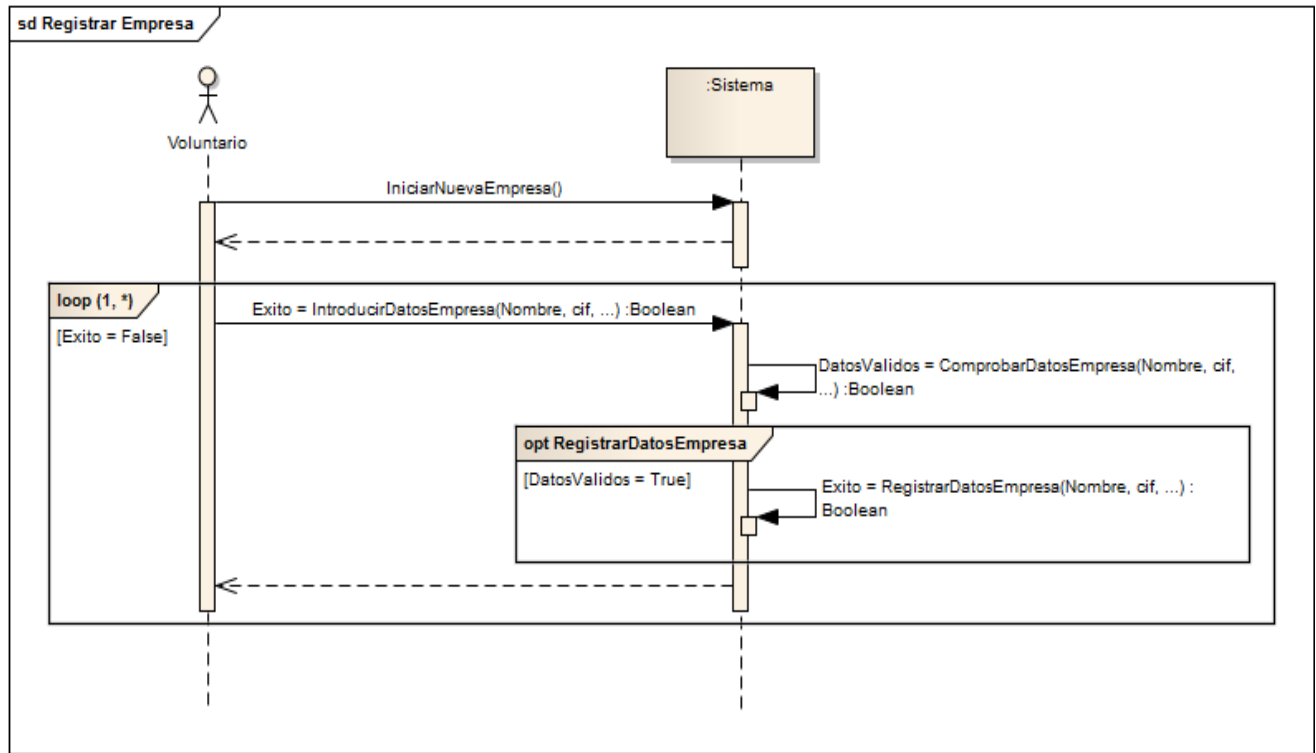 sd Registrar Empresa
:Sistema
Voluntario
IniciarNuevaEmpresa()
loop (1, *)
[Exito = False]
Exito = IntroducirDatosEmpresa(Nombre, cif, ...) :Boolean
DatosValidos = ComprobarDatosEmpresa(Nombre, cif,
...) :Boolean
opt RegistrarDatosEmpresa
[DatosValidos = True]
Exito = RegistrarDatosEmpresa(Nombre, cif, ...) :
Boolean